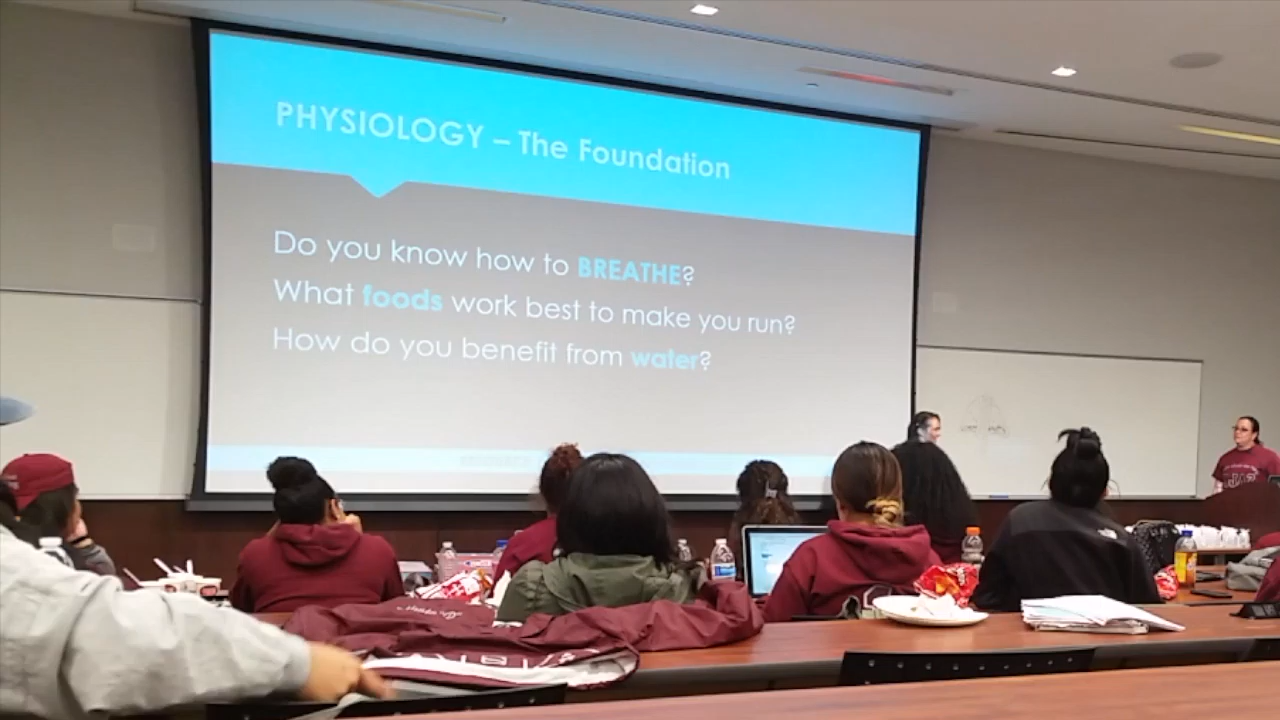 PHYSIOLOGY – The Foundation
Do you know how to BREATHE?
What foods work best to make you run?
How do you benefit from water?